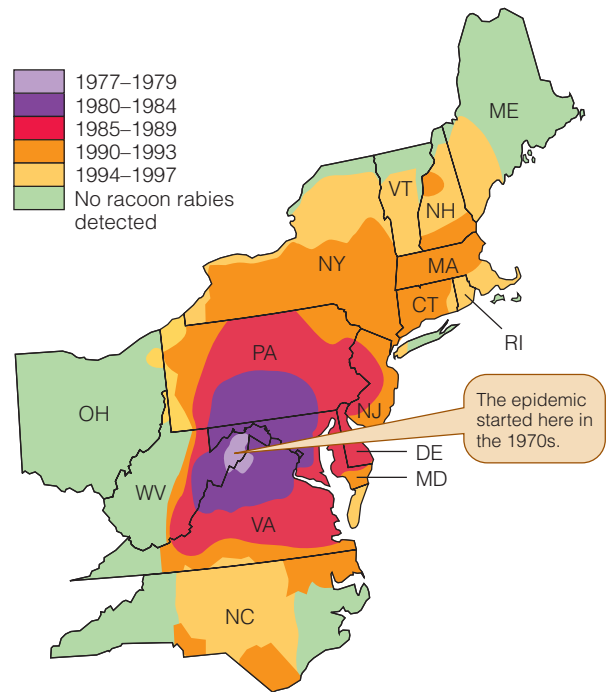 1977–1979
1980–1984
1985–1989
1990–1993
1994–1997
No racoon rabies
detected
ME
VT
NH
NY
MA
CT
RI
PA
NJ
OH
The epidemic
started here in
the 1970s.
DE
MD
WV
VA
NC